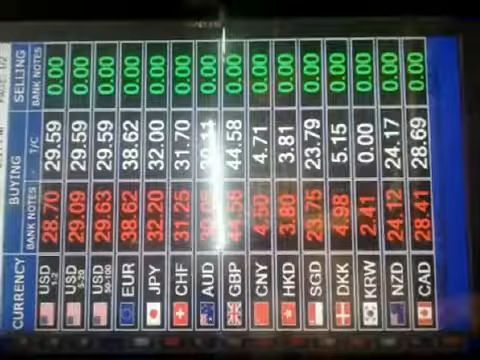 CURRENCY BUYING SELLING
BANK NOTES T/C BANK NOTES
USD 1-2 28.70 29.59 0.00
USD 5-20 29.09 29.59 0.00
USD 50-100 29.63 29.59 0.00
EUR 38.62 38.62 0.00
JPY 32.20 32.00 0.00
CHF 31.25 31.70 0.00
AUD 0.00
GBP 44.58 0.00
CNY 4.50 4.71 0.00
HKD 3.80 3.81 0.00
SGD 23.75 23.79 0.00
DKK 4.98 5.15 0.00
KRW 2.41 0.00 0.00
NZD 24.12 24.17 0.00
CAD 28.41 28.69 0.00